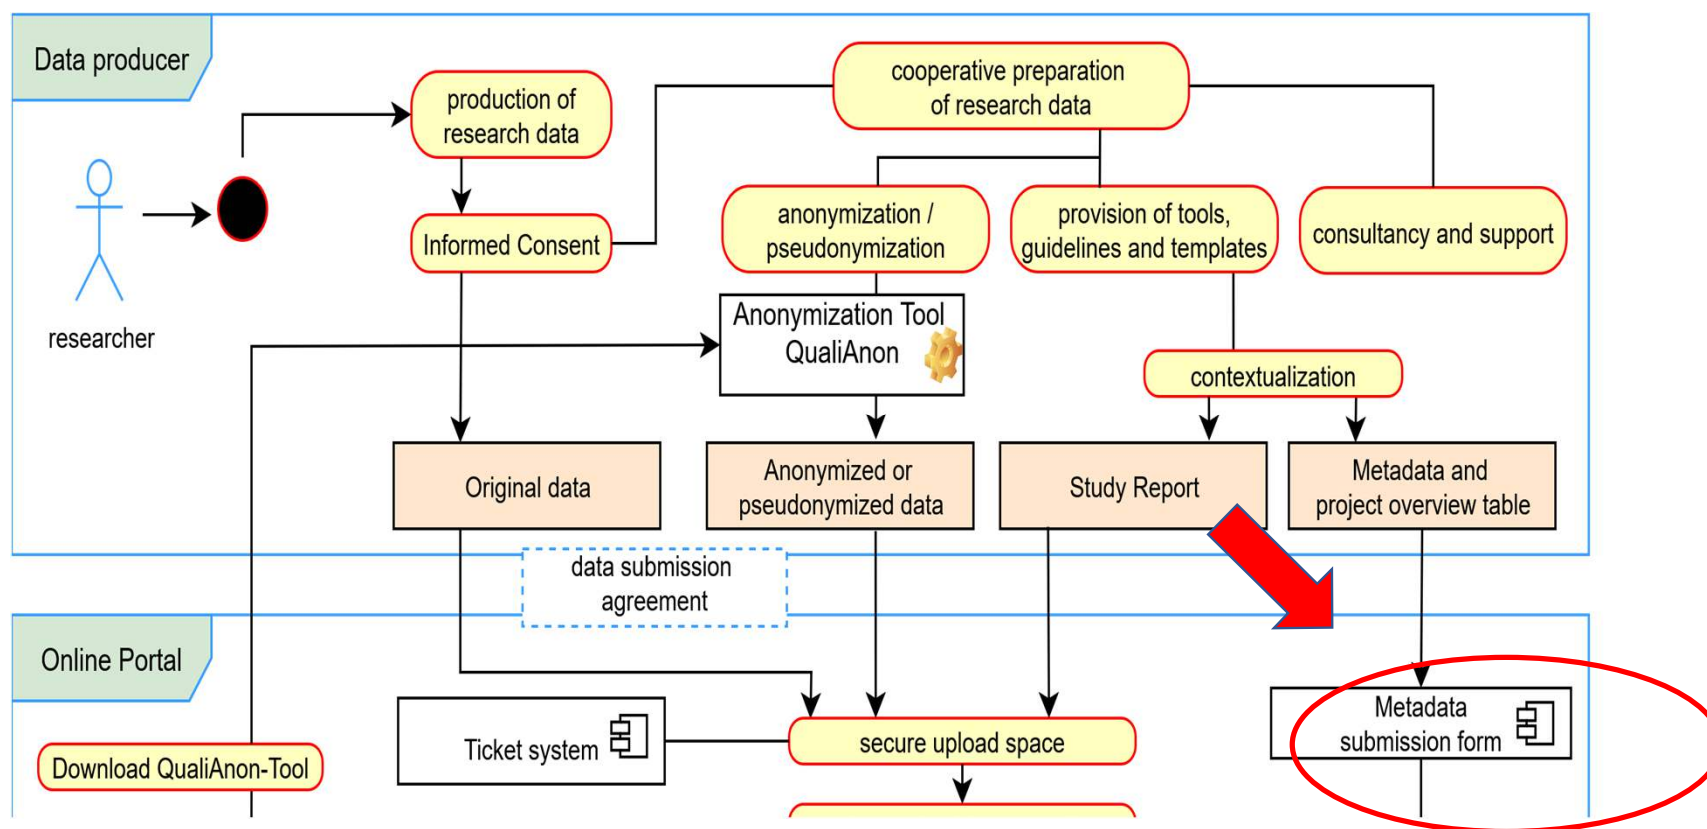 Data producer
production of
research data
cooperative preparation
of research data
researcher
Informed Consent
anonymization /
pseudonymization
provision of tools,
guidelines and templates
consultancy and support
Anonymization Tool
QualiAnon
contextualization
Original data
Anonymized or
pseudonymized data
Study Report
Metadata and
project overview table
data submission
agreement
Online Portal
Download QualiAnon-Tool
Ticket system
secure upload space
Metadata
submission form